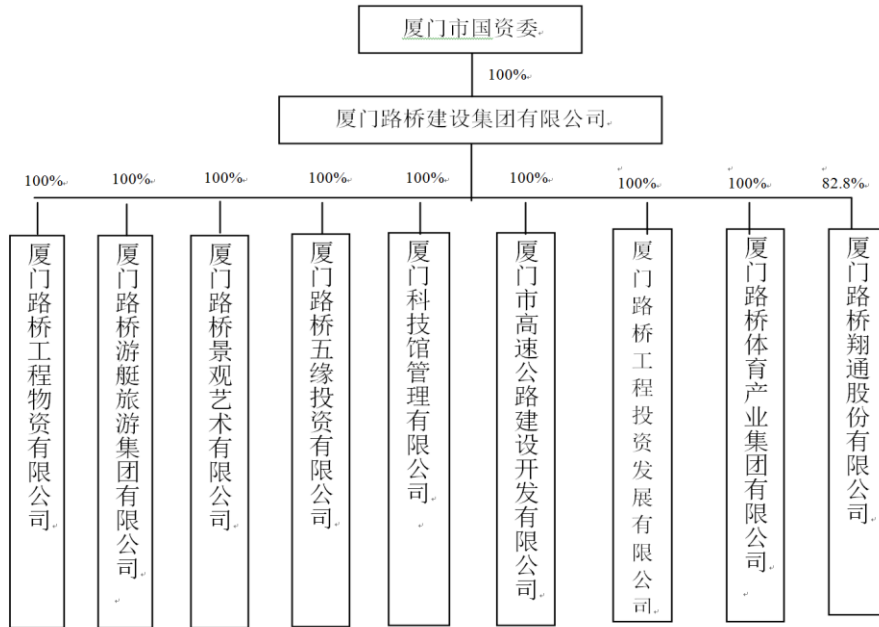 厦门市国资委
100%
厦门路桥建设集团有限公司
100%
100%
100%
100%
100%
100%
100%
100%
82.8%
厦门路桥工程物资有限公司
厦门路桥游艇旅游集团有限公司
厦门路桥景观艺术有限公司
厦门路桥五缘投资有限公司
厦门科技馆管理有限公司
厦门市高速公路建设开发有限公司
厦门路桥工程投资发展有限公司
厦门路桥体育产业集团有限公司
厦门路桥翔通股份有限公司